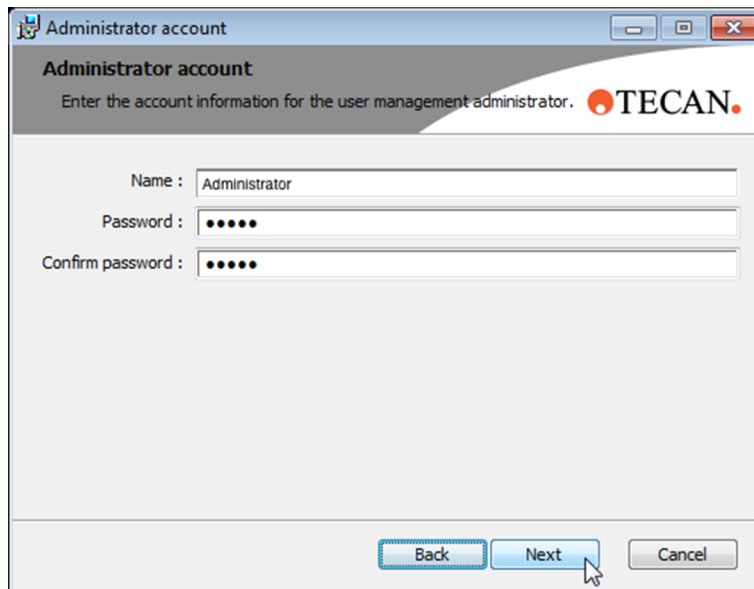 Administrator account
Administrator account
Enter the account information for the user management administrator.
TECAN.
Name : Administrator
Password : •••••
Confirm password : •••••
Back Next Cancel